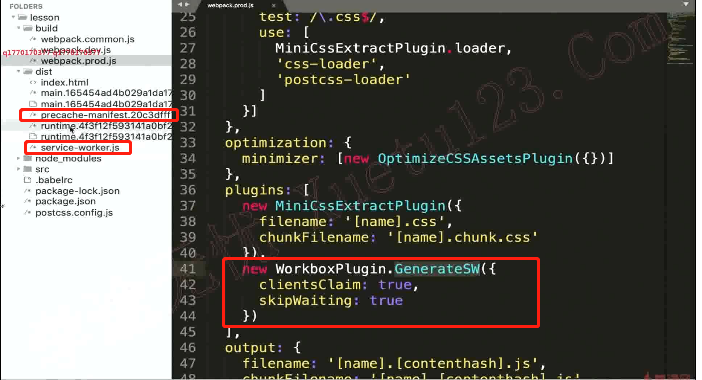 FOLDERS
lesson
build
webpack.common.js
webpack.dev.js
webpack.prod.js
dist
index.html
main.165454ad4b029a1da17
main.165454ad4b029a1da17
precache-manifest.20c3dfff
runtime.4f3f12f593141a0bf2
runtime.4f3f12f593141a0bf2
service-worker.js
node_modules
src
.babelrc
package-lock.json
package.json
postcss.config.js
webpack.prod.js
25 test: /\.css$/,
26 use: [
27 MiniCssExtractPlugin.loader,
28 'css-loader',
29 'postcss-loader'
30 ]
31 }]
32 },
33 optimization: {
34 minimizer: [new OptimizeCSSAssetsPlugin({})]
35 },
36 plugins: [
37 new MiniCssExtractPlugin({
38 filename: '[name].css',
39 chunkFilename: '[name].chunk.css'
40 }),
41 new WorkboxPlugin.GenerateSW({
42 clientsClaim: true,
43 skipWaiting: true
44 })
45 ],
46 output: {
47 filename: '[name].[contenthash].js',
48 chunkFilename: '[name].[contenthash].js'